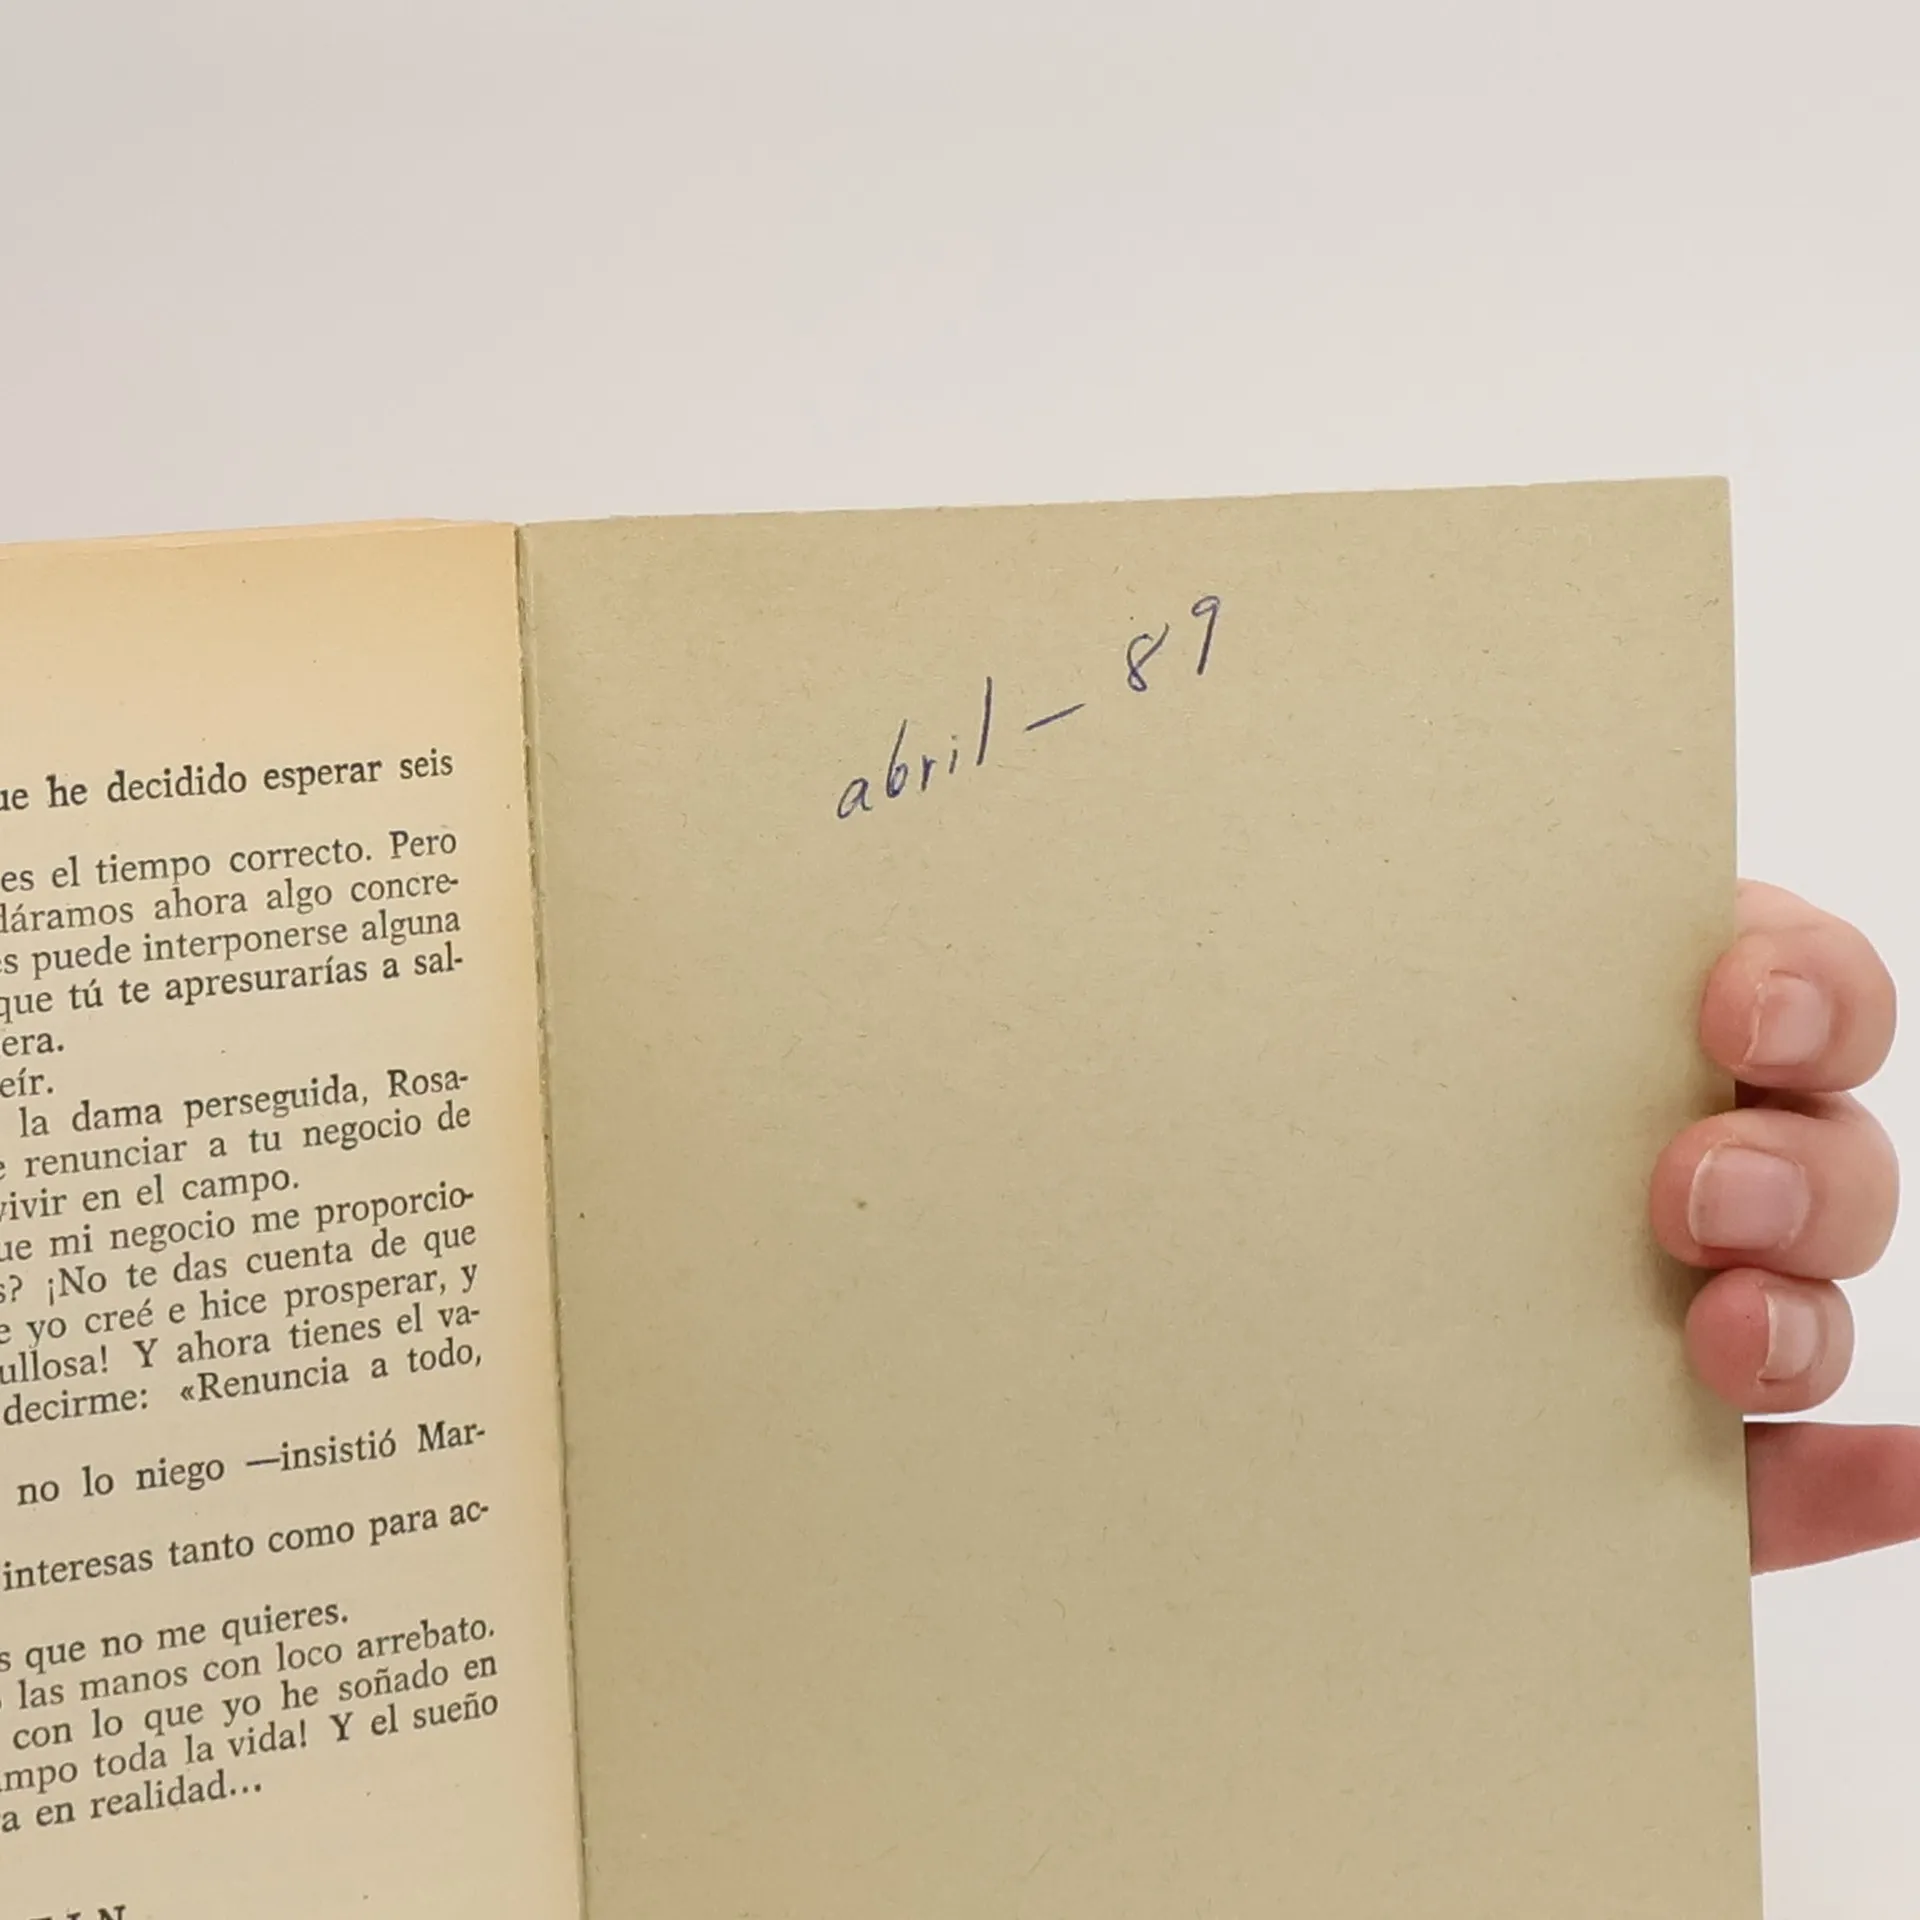 he decidido esperar seis
es el tiempo correcto. Pero
ahora algo concre-
puede interponerse alguna
que tú te apresurarías a sal-
era.
eír.
la dama perseguida, Rosa-
renunciar a tu negocio de
vivir en el campo.
mi negocio me proporcio-
s? ¡No te das cuenta de que
yo creé e hice prosperar, y
ullosa! Y ahora tienes el va-
decirme: «Renuncia a todo,
no lo niego —insistió Mar-
interesas tanto como para ac-
que no me quieres.
las manos con loco arrebato.
con lo que yo he soñado en
toda la vida! Y el sueño
en realidad...
FIN
abril — 89